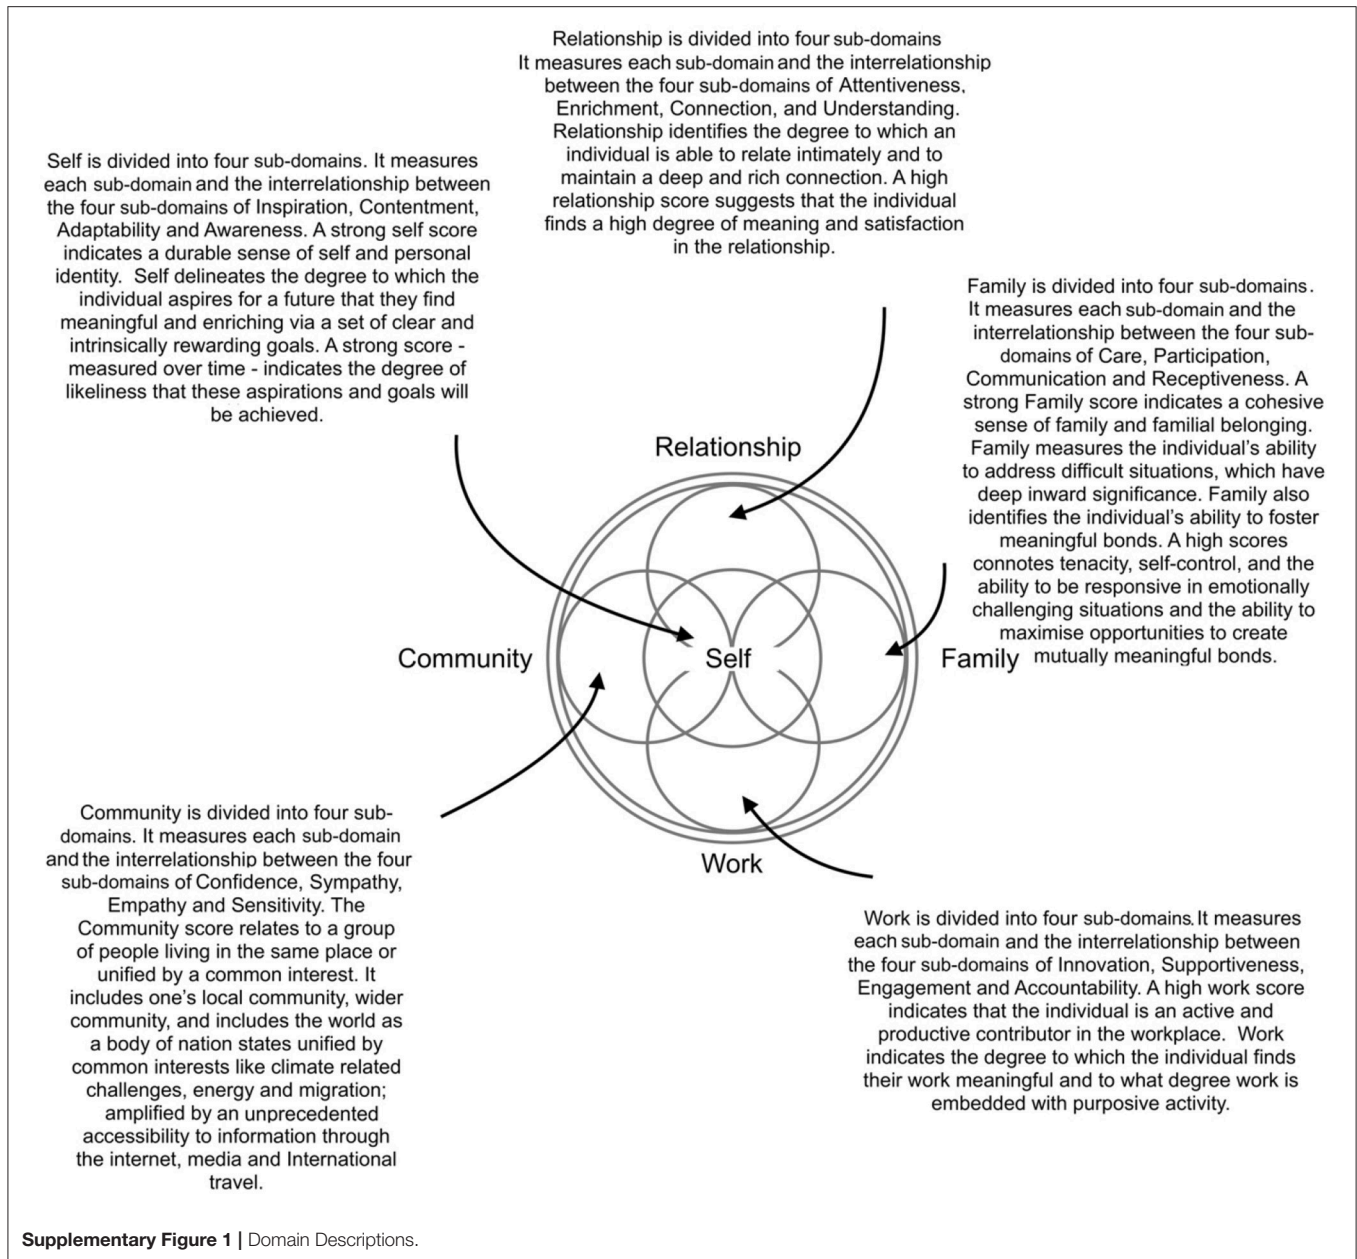 Relationship is divided into four sub-domains
It measures each sub-domain and the interrelationship
between the four sub-domains of Attentiveness,
Enrichment, Connection, and Understanding.
Relationship identifies the degree to which an
individual is able to relate intimately and to
maintain a deep and rich connection. A high
relationship score suggests that the individual
finds a high degree of meaning and satisfaction
in the relationship.
Self is divided into four sub-domains. It measures
each sub-domain and the interrelationship between
the four sub-domains of Inspiration, Contentment,
Adaptability and Awareness. A strong self score
indicates a durable sense of self and personal
identity.  Self delineates the degree to which the
individual aspires for a future that they find
meaningful and enriching via a set of clear and
intrinsically rewarding goals. A strong score -
measured over time - indicates the degree of
likeliness that these aspirations and goals will
be achieved.
Family is divided into four sub-domains.
It measures each sub-domain and the
interrelationship between the four sub-
domains of Care, Participation,
Communication and Receptiveness. A
strong Family score indicates a cohesive
sense of family and familial belonging.
Family measures the individual's ability
to address difficult situations, which have
deep inward significance. Family also
identifies the individual's ability to foster
meaningful bonds. A high scores
connotes tenacity, self-control, and the
ability to be responsive in emotionally
challenging situations and the ability to
maximise opportunities to create
mutually meaningful bonds.
Relationship
Community
Self
Family
Work
Community is divided into four sub-
domains. It measures each sub-domain
and the interrelationship between the four
sub-domains of Confidence, Sympathy,
Empathy and Sensitivity. The
Community score relates to a group
of people living in the same place or
unified by a common interest. It
includes one's local community, wider
community, and includes the world as
a body of nation states unified by
common interests like climate related
challenges, energy and migration;
amplified by an unprecedented
accessibility to information through
the internet, media and International
travel.
Work is divided into four sub-domains. It measures
each sub-domain and the interrelationship between
the four sub-domains of Innovation, Supportiveness,
Engagement and Accountability. A high work score
indicates that the individual is an active and
productive contributor in the workplace.  Work
indicates the degree to which the individual finds
their work meaningful and to what degree work is
embedded with purposive activity.
Supplementary Figure 1 | Domain Descriptions.